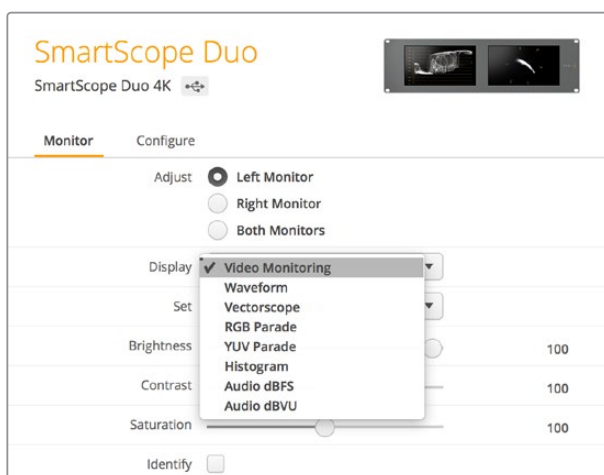 SmartScope Duo
SmartScope Duo 4K
Monitor Configure
Adjust Left Monitor
Right Monitor
Both Monitors
Display ✔ Video Monitoring
Waveform
Set Vectorscope
RGB Parade
Brightness YUV Parade 100
Histogram
Contrast Audio dBFS 100
Audio dBVU
Saturation 100
Identify